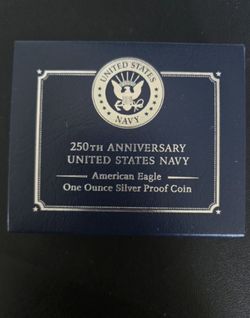 UNITED STATES
NAVY
250TH ANNIVERSARY
UNITED STATES NAVY
American Eagle
One Ounce Silver Proof Coin